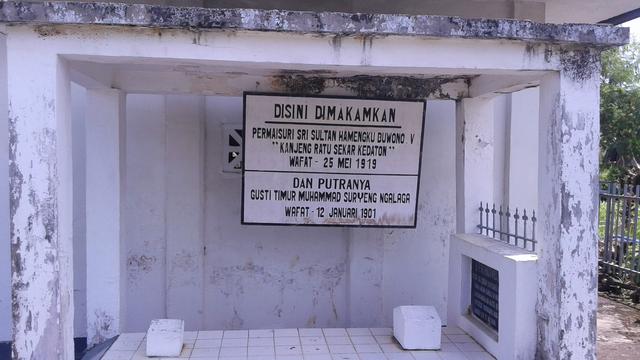 DISINI DIMAKAMKAN
PERMAISURI SRI SULTAN HAMENGKU BUWONO. V
"KANJENG RATU SEKAR KEDATON"
WAFAT - 25 MEI 1919
DAN PUTRANYA
GUSTI TIMUR MUHAMMAD SURYENG NGALAGA
WAFAT - 12 JANUARI 1901